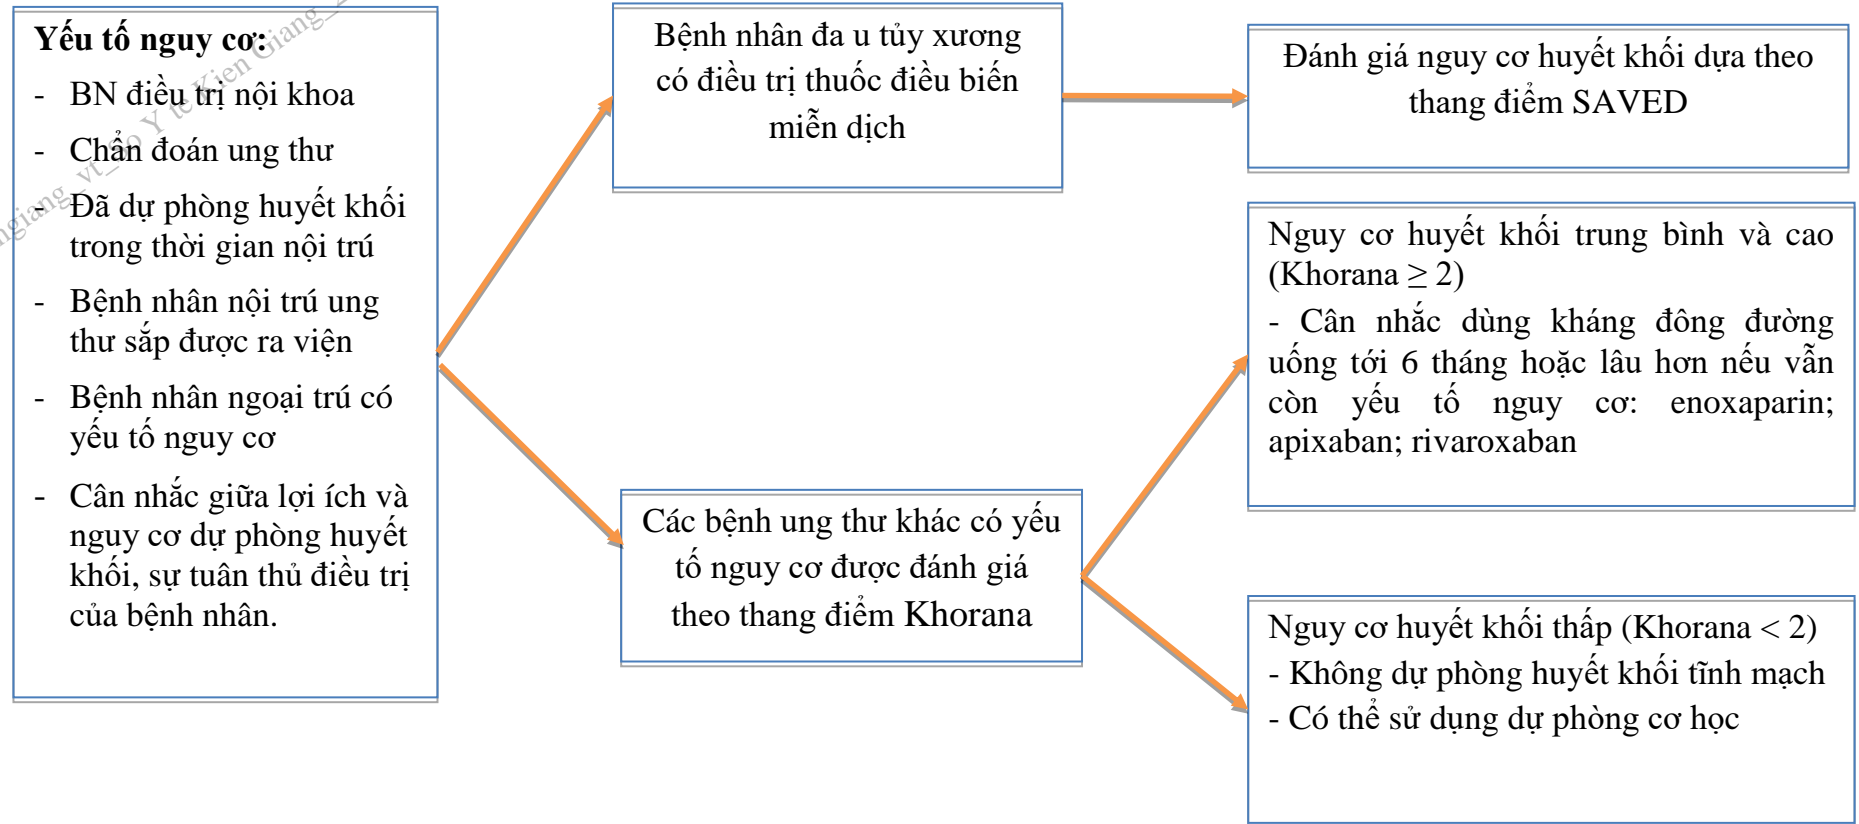 Yếu tố nguy cơ:
- BN điều trị nội khoa
- Chẩn đoán ung thư
- Đã dự phòng huyết khối
trong thời gian nội trú
- Bệnh nhân nội trú ung
thư sắp được ra viện
- Bệnh nhân ngoại trú có
yếu tố nguy cơ
- Cân nhắc giữa lợi ích và
nguy cơ dự phòng huyết
khối, sự tuân thủ điều trị
của bệnh nhân.
Bệnh nhân đa u tủy xương
có điều trị thuốc điều biến
miễn dịch
Đánh giá nguy cơ huyết khối dựa theo
thang điểm SAVED
Các bệnh ung thư khác có yếu
tố nguy cơ được đánh giá
theo thang điểm Khorana
Nguy cơ huyết khối trung bình và cao
(Khorana ≥ 2)
- Cân nhắc dùng kháng đông đường
uống tới 6 tháng hoặc lâu hơn nếu vẫn
còn yếu tố nguy cơ: enoxaparin;
apixaban; rivaroxaban
Nguy cơ huyết khối thấp (Khorana < 2)
- Không dự phòng huyết khối tĩnh mạch
- Có thể sử dụng dự phòng cơ học
giang_vt_So Y te Kien Giang_2